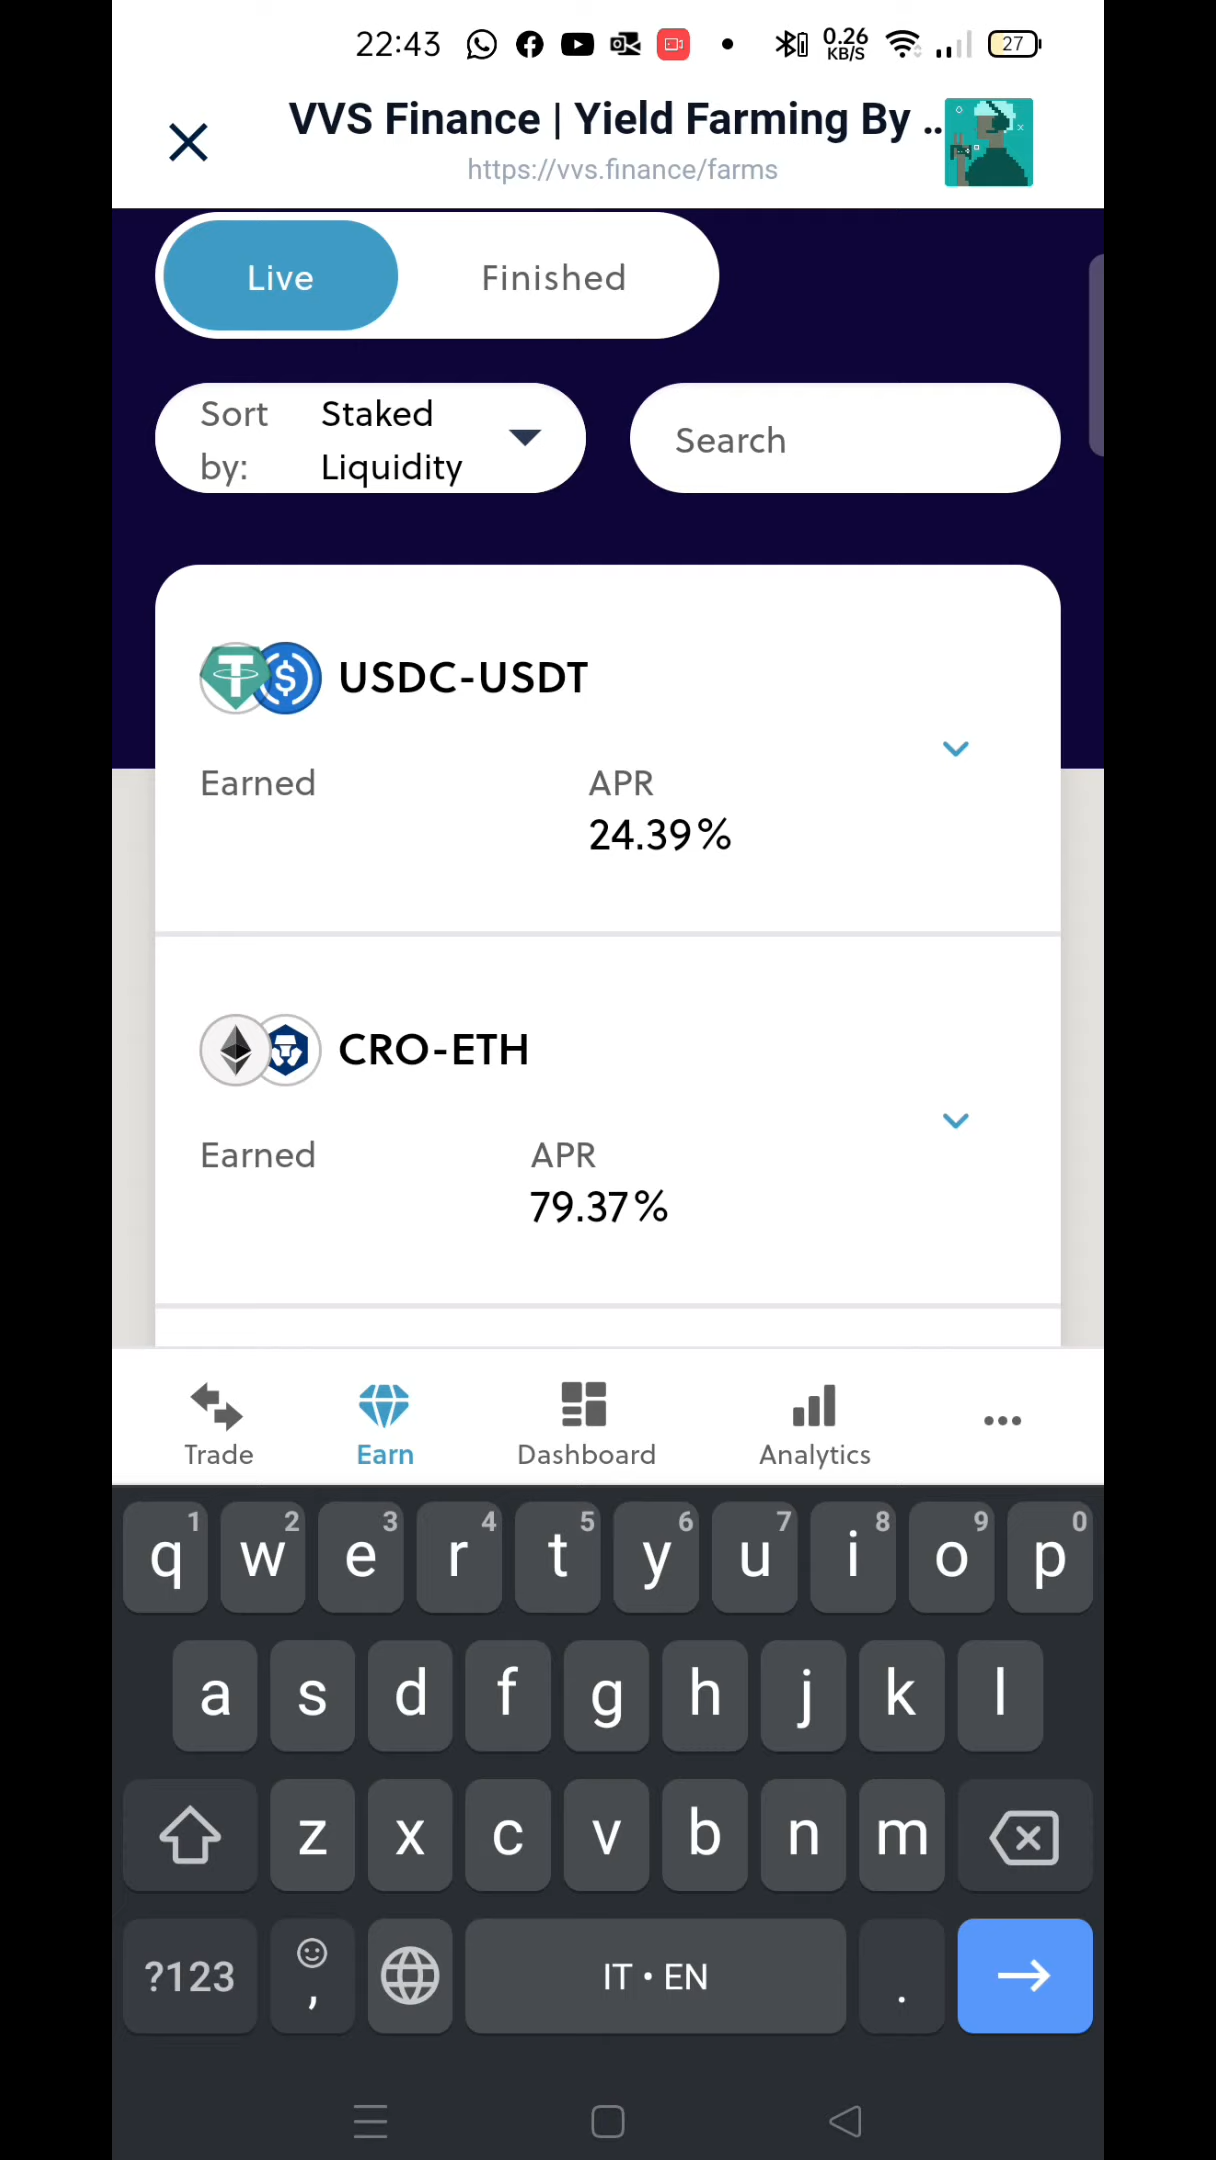 22:43
0.26
KB/S
27
VVS Finance | Yield Farming By ..
https://vvs.finance/farms
Live
Finished
Sort by:
Staked Liquidity
Search
USDC-USDT
Earned
APR
24.39%
CRO-ETH
Earned
APR
79.37%
Trade
Earn
Dashboard
Analytics
1 2 3 4 5 6 7 8 9 0
q w e r t y u i o p
a s d f g h j k l
z x c v b n m
?123 , IT • EN .